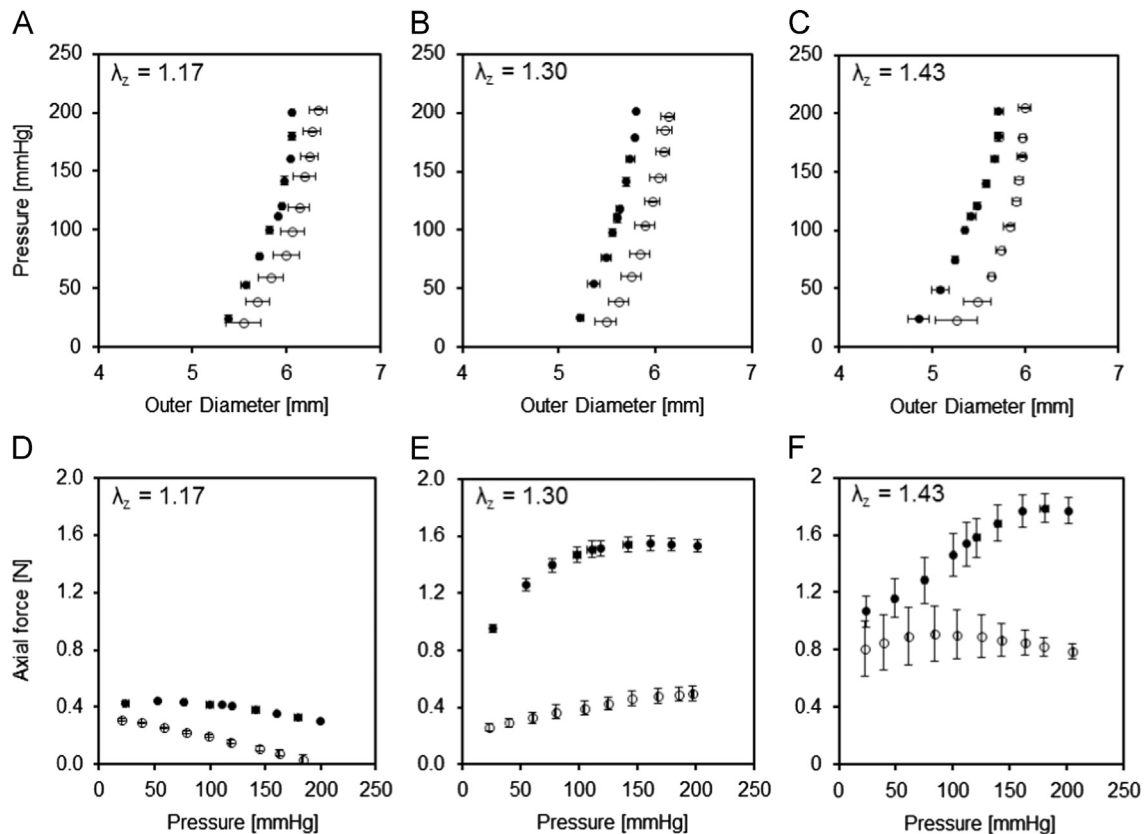 A
B
C
Pressure [mmHg]
250
200
150
100
50
0
λz = 1.17
4 5 6 7
Outer Diameter [mm]
250
200
150
100
50
0
λz = 1.30
4 5 6 7
Outer Diameter [mm]
250
200
150
100
50
0
λz = 1.43
4 5 6 7
Outer Diameter [mm]
D
E
F
Axial force [N]
2.0
1.6
1.2
0.8
0.4
0.0
λz = 1.17
0 50 100 150 200 250
Pressure [mmHg]
2.0
1.6
1.2
0.8
0.4
0.0
λz = 1.30
0 50 100 150 200 250
Pressure [mmHg]
2
1.6
1.2
0.8
0.4
0
λz = 1.43
0 50 100 150 200 250
Pressure [mmHg]